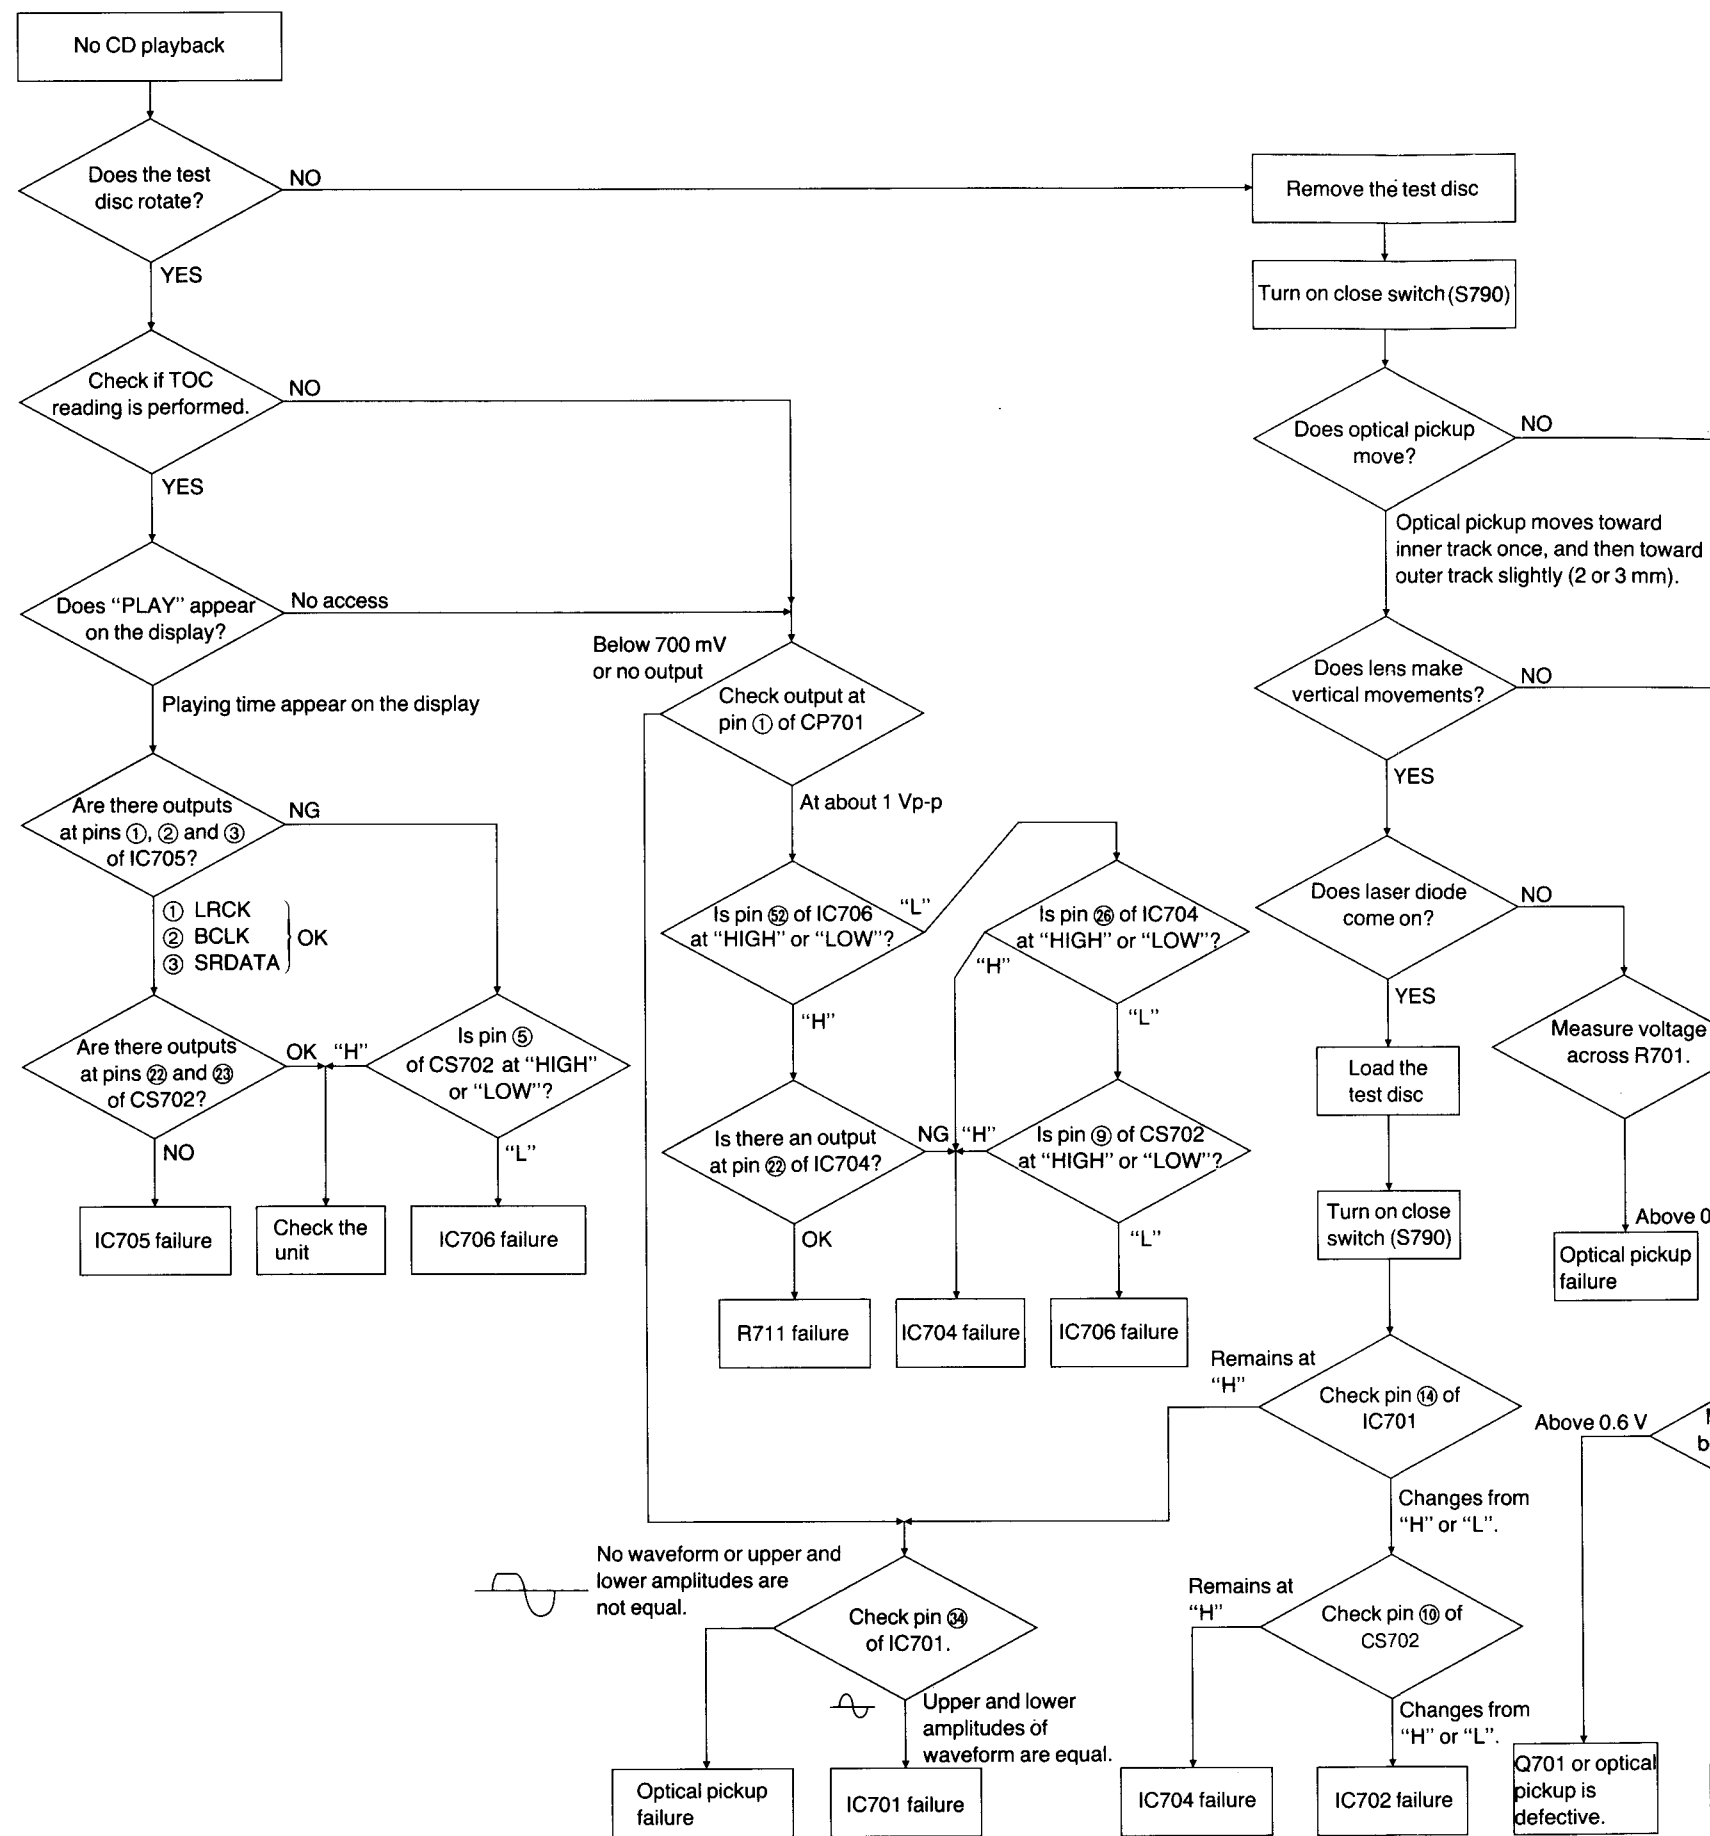 No CD playback
Does the test
disc rotate?
NO
YES
Remove the test disc
Turn on close switch (S790)
Check if TOC
reading is performed.
NO
YES
Does optical pickup
move?
NO
Optical pickup moves toward
inner track once, and then toward
outer track slightly (2 or 3 mm).
Does “PLAY” appear
on the display?
No access
Playing time appear on the display
Below 700 mV
or no output
Check output at
pin ① of CP701
At about 1 Vp-p
Does lens make
vertical movements?
NO
YES
Are there outputs
at pins ①, ② and ③
of IC705?
NG
① LRCK
② BCLK
③ SRDATA
OK
Is pin 52 of IC706
at “HIGH” or “LOW”?
“L”
“H”
Is pin 26 of IC704
at “HIGH” or “LOW”?
“H”
“L”
Does laser diode
come on?
NO
YES
Are there outputs
at pins 22 and 23
of CS702?
OK
NO
“H”
Is pin ⑤
of CS702 at “HIGH”
or “LOW”?
“L”
IC705 failure
Check the
unit
IC706 failure
Is there an output
at pin 22 of IC704?
NG
OK
“H”
Is pin ⑨ of CS702
at “HIGH” or “LOW”?
“L”
R711 failure
IC704 failure
IC706 failure
Measure voltage
across R701.
Above 0
Optical pickup
failure
Load the
test disc
Turn on close
switch (S790)
Remains at
“H”
Check pin ⑭ of
IC701
Changes from
“H” or “L”.
Above 0.6 V
Q701 or optical
pickup is
defective.
No waveform or upper and
lower amplitudes are
not equal.
Check pin 34
of IC701.
Upper and lower
amplitudes of
waveform are equal.
Optical pickup
failure
IC701 failure
Remains at
“H”
Check pin ⑩ of
CS702
Changes from
“H” or “L”.
IC704 failure
IC702 failure